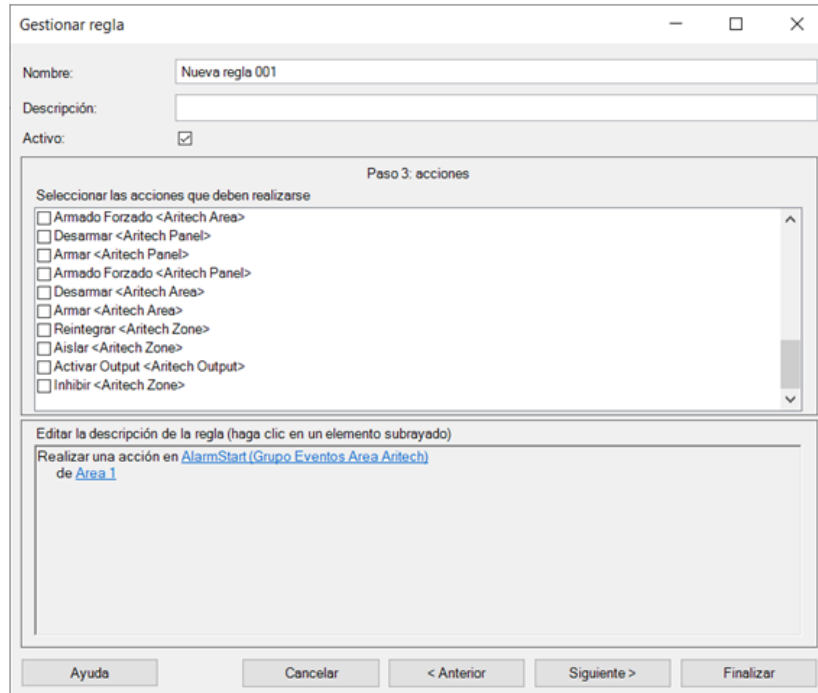 Gestionar regla
Nombre:
Nueva regla 001
Descripción:
Activo:
Paso 3: acciones
Seleccionar las acciones que deben realizarse
Armado Forzado <Aritech Area>
Desarmar <Aritech Panel>
Armar <Aritech Panel>
Armado Forzado <Aritech Panel>
Desarmar <Aritech Area>
Armar <Aritech Area>
Reintegrar <Aritech Zone>
Aislar <Aritech Zone>
Activar Output <Aritech Output>
Inhibir <Aritech Zone>
Editar la descripción de la regla (haga clic en un elemento subrayado)
Realizar una acción en AlarmStart (Grupo Eventos Area Aritech)
de Area 1
Ayuda
Cancelar
< Anterior
Siguiente >
Finalizar